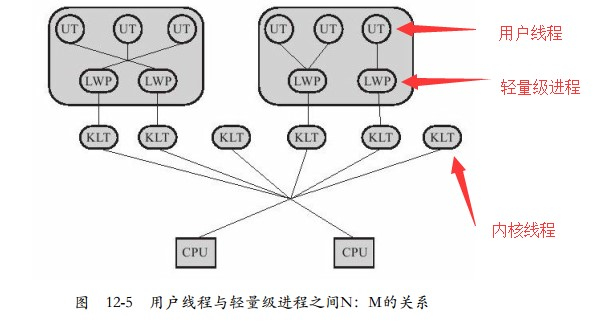 UT UT UT UT UT UT 用户线程
LWP LWP LWP LWP 轻量级进程
KLT KLT KLT KLT KLT KLT
内核线程
CPU CPU
图 12-5 用户线程与轻量级进程之间N：M的关系